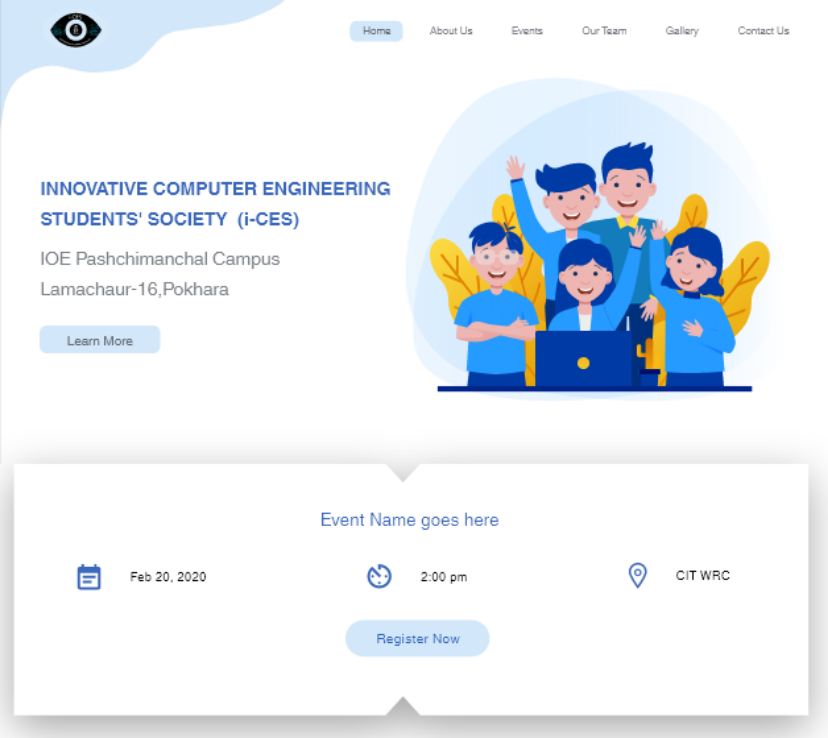 Home
About Us
Events
Our Team
Gallery
Contact Us
INNOVATIVE COMPUTER ENGINEERING
STUDENTS' SOCIETY (i-CES)
IOE Pashchimanchal Campus
Lamachaur-16,Pokhara
Learn More
Event Name goes here
Feb 20, 2020
2:00 pm
CIT WRC
Register Now